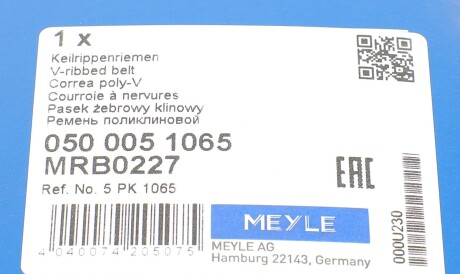 1 x
Keilrippenriemen
V-ribbed belt
Correa poly-V
Courroie à nervures
Pasek żebrowy klinowy
Ремень поликлиновой
050 005 1065
MRB0227
Ref. No. 5 PK 1065
EAC
4 040074 205075
MEYLE
MEYLE AG
Hamburg 22143, Germany
000U230